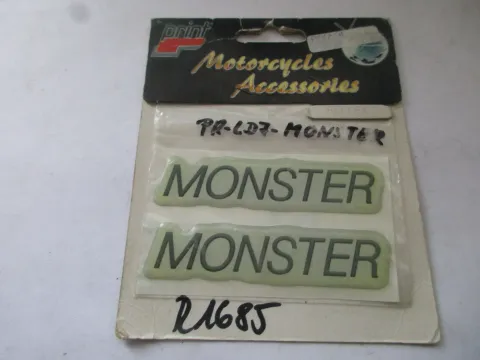 print
Motorcycles
Accessories
PR-LD7-MONSTER
MONSTER
MONSTER
R1685